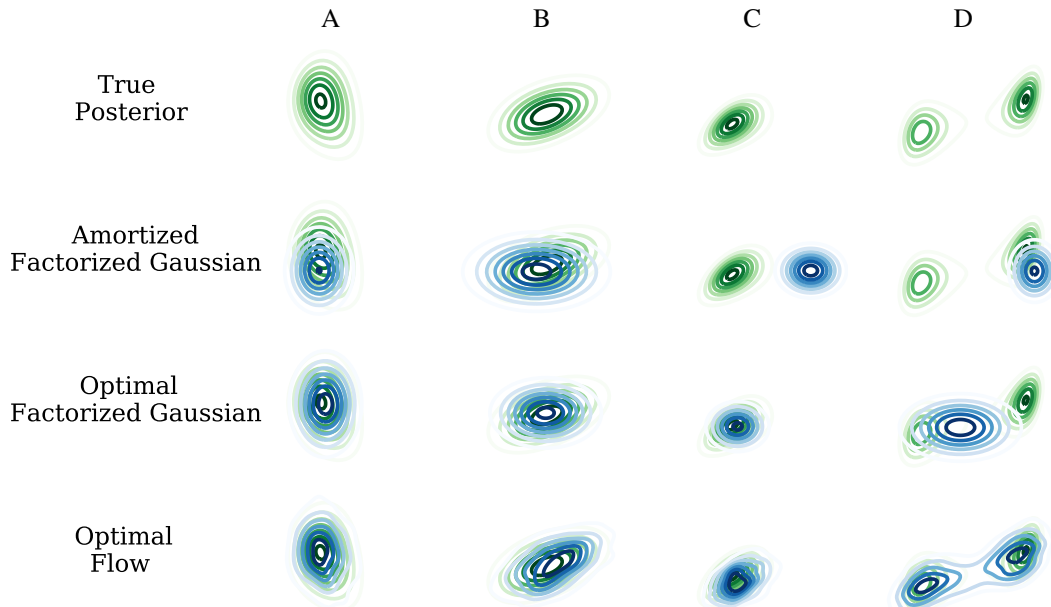 A B C D
True
Posterior
Amortized
Factorized Gaussian
Optimal
Factorized Gaussian
Optimal
Flow